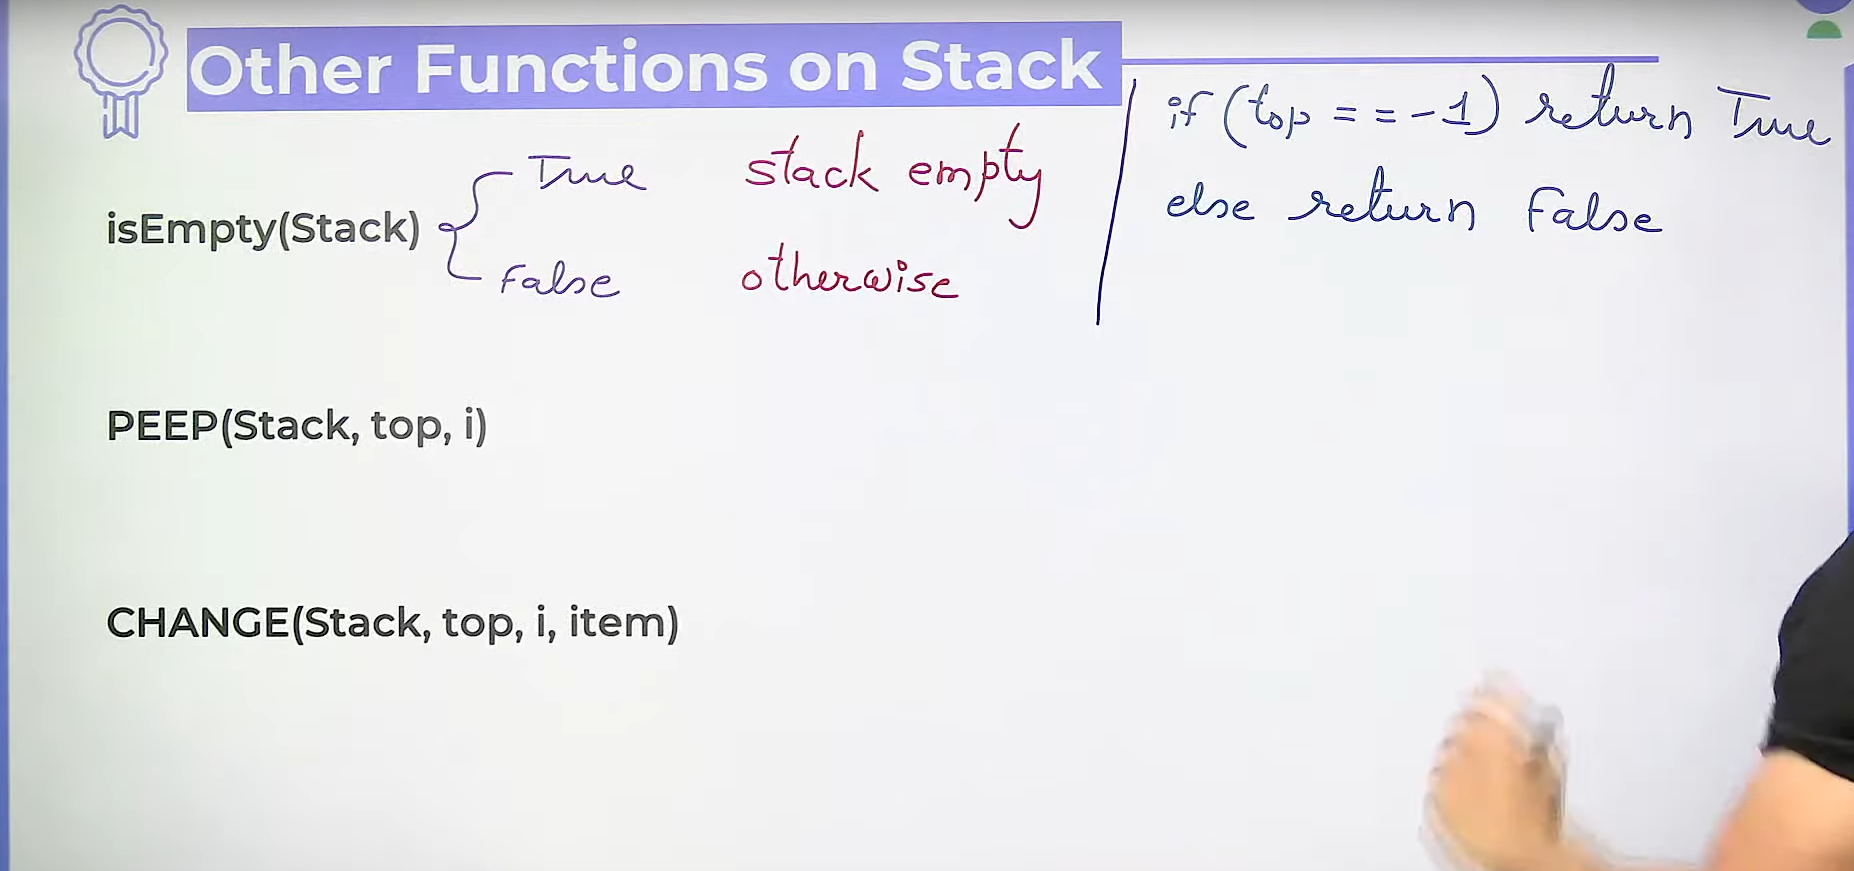 Other Functions on Stack
isEmpty(Stack)
True stack empty
False otherwise
if (top == -1) return True
else return False
PEEP(Stack, top, i)
CHANGE(Stack, top, i, item)